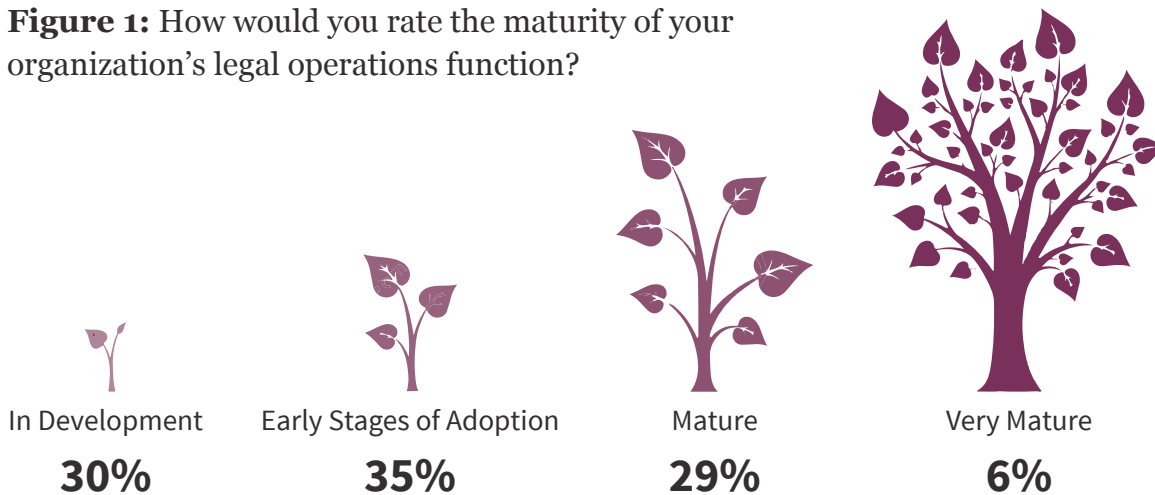 Figure 1: How would you rate the maturity of your
organization’s legal operations function?
In Development
Early Stages of Adoption
Mature
Very Mature
30%
35%
29%
6%